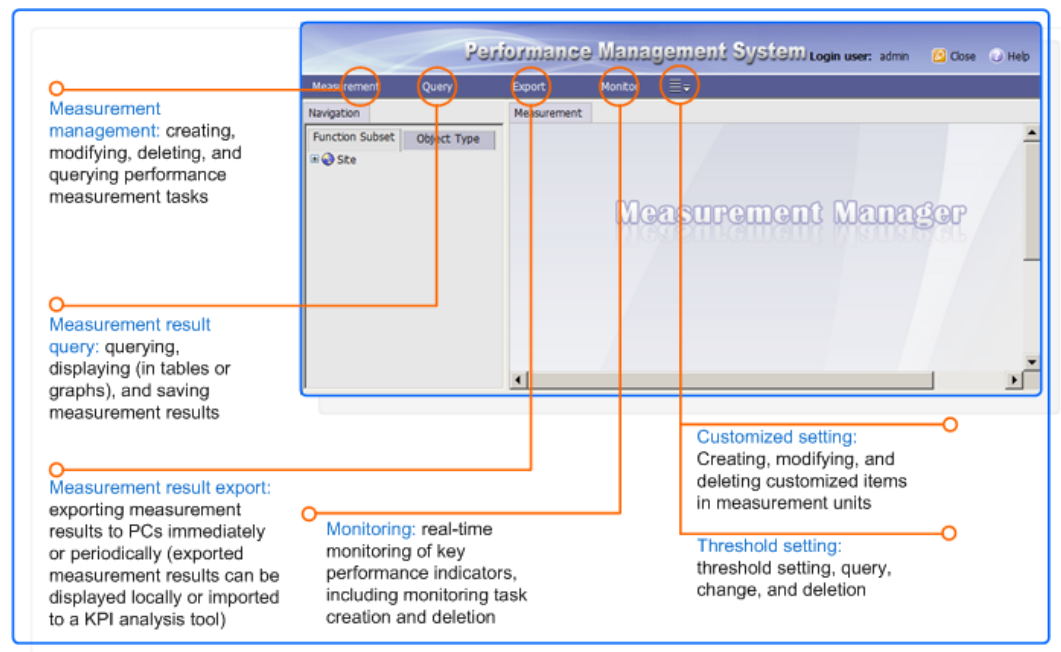 Performance Management System Login user: admin Close Help
Measurement Query Export Monitor
Navigation
Measurement
Function Subset Object Type
Site
Measurement Manager
Measurement
management: creating,
modifying, deleting, and
querying performance
measurement tasks
Measurement result
query: querying,
displaying (in tables or
graphs), and saving
measurement results
Measurement result export:
exporting measurement
results to PCs immediately
or periodically (exported
measurement results can be
displayed locally or imported
to a KPI analysis tool)
Monitoring: real-time
monitoring of key
performance indicators,
including monitoring task
creation and deletion
Customized setting:
Creating, modifying, and
deleting customized items
in measurement units
Threshold setting:
threshold setting, query,
change, and deletion